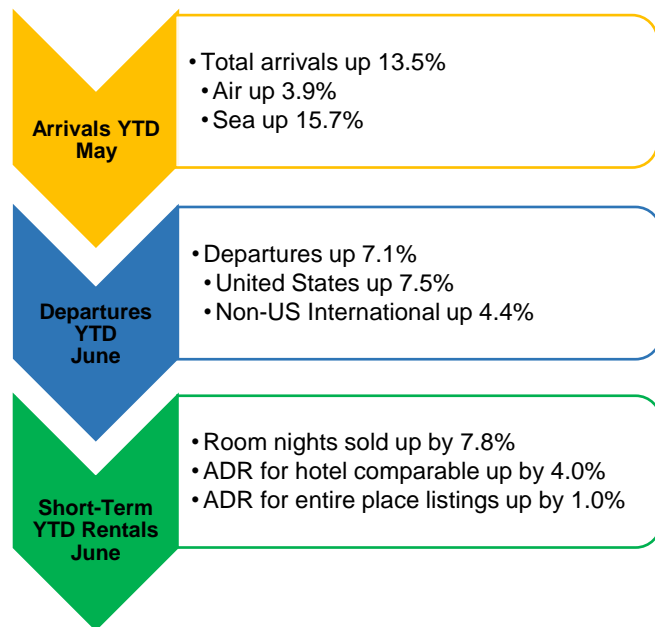 Arrivals YTD
May
• Total arrivals up 13.5%
• Air up 3.9%
• Sea up 15.7%
Departures
YTD
June
• Departures up 7.1%
• United States up 7.5%
• Non-US International up 4.4%
Short-Term
YTD Rentals
June
• Room nights sold up by 7.8%
• ADR for hotel comparable up by 4.0%
• ADR for entire place listings up by 1.0%